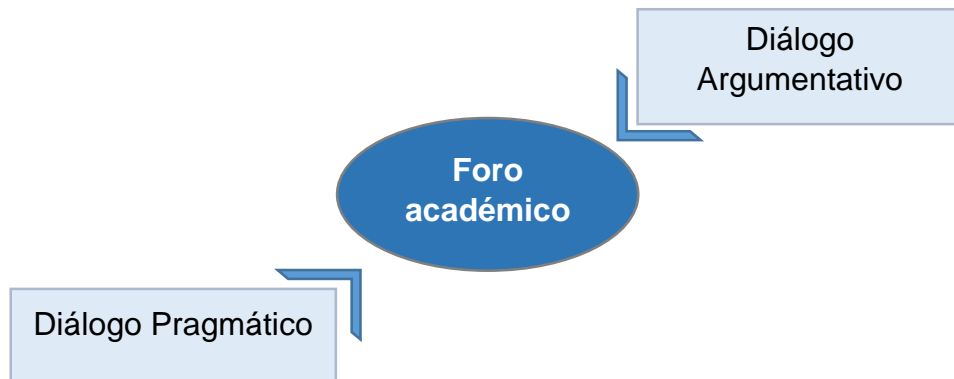 Diálogo
Argumentativo
Foro
académico
Diálogo Pragmático